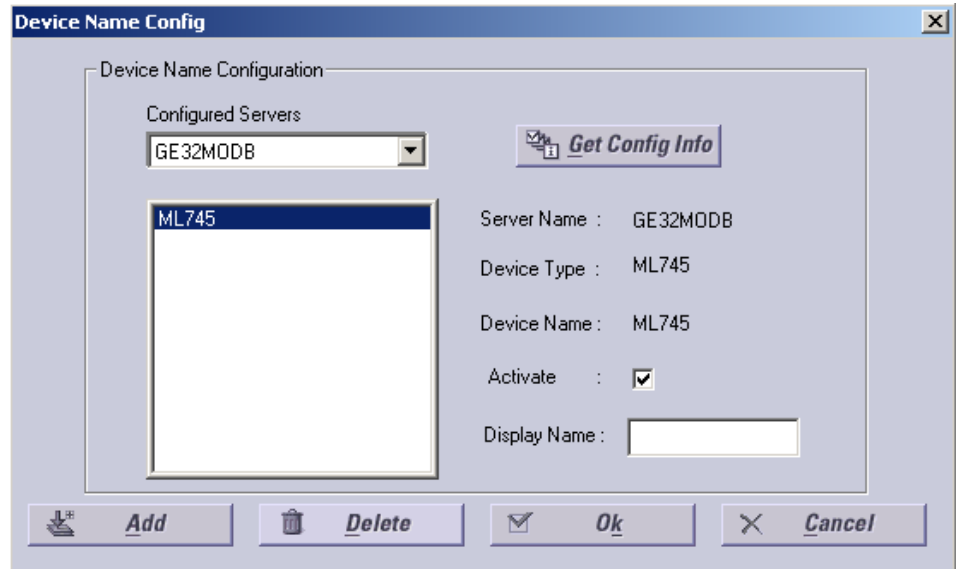 Device Name Config
Device Name Configuration
Configured Servers
GE32MODB
Get Config Info
ML745
Server Name : GE32MODB
Device Type : ML745
Device Name : ML745
Activate :
Display Name :
Add Delete Ok Cancel